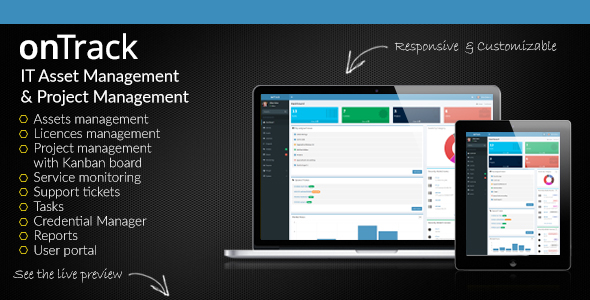 onTrack
IT Asset Management
& Project Management
Assets management
Licences management
Project management
with Kanban board
Service monitoring
Support tickets
Tasks
Credential Manager
Reports
User portal
See the live preview
Responsive & Customizable